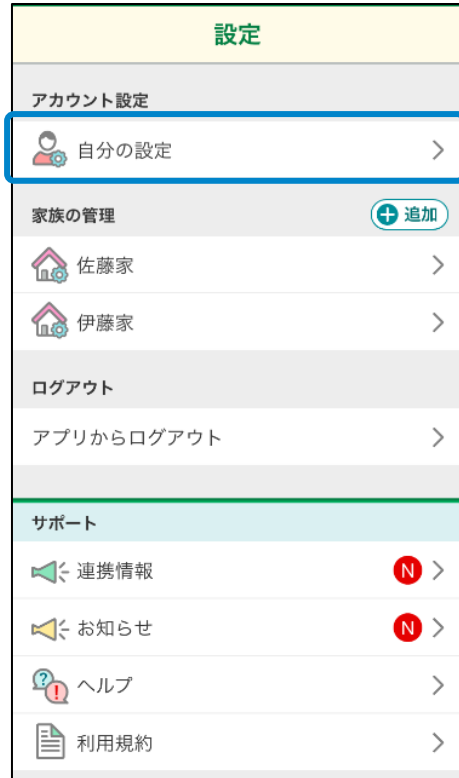 設定
アカウント設定
自分の設定
家族の管理
追加
佐藤家
伊藤家
ログアウト
アプリからログアウト
サポート
連携情報
N
お知らせ
N
ヘルプ
利用規約